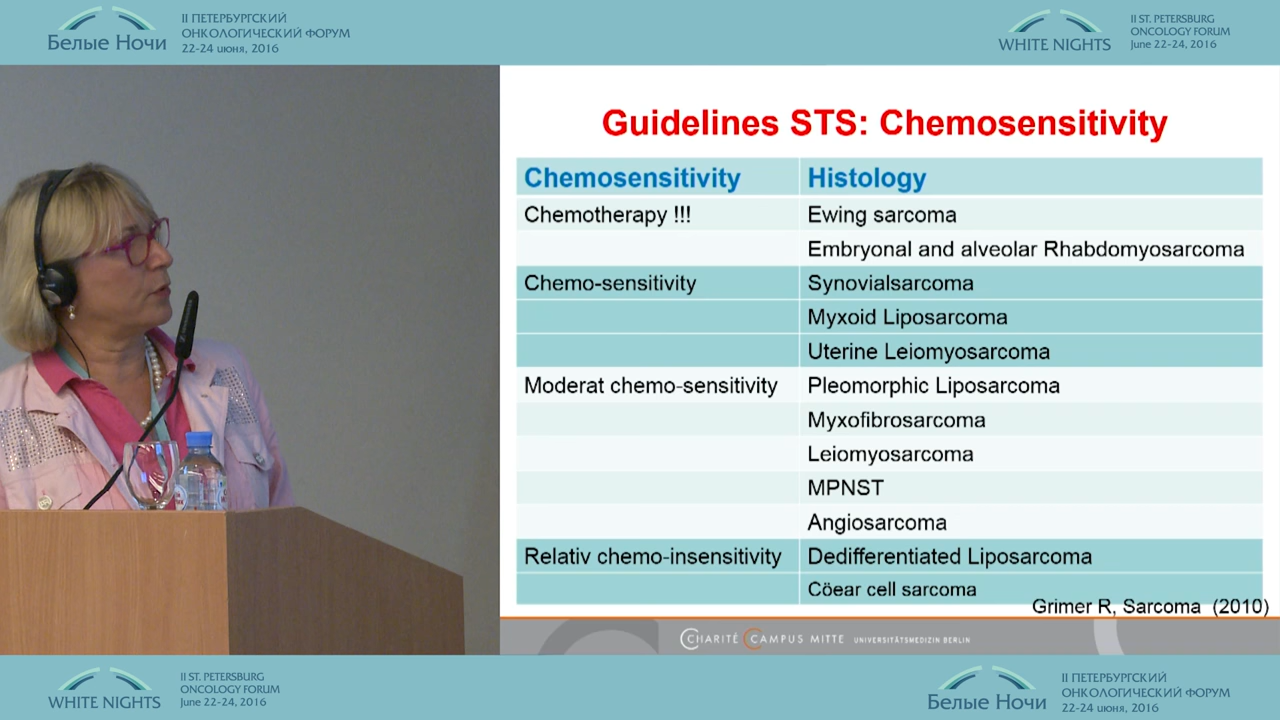 Белые Ночи
II ПЕТЕРБУРГСКИЙ
ОНКОЛОГИЧЕСКИЙ ФОРУМ
22-24 июня, 2016
WHITE NIGHTS
II ST. PETERSBURG
ONCOLOGY FORUM
June 22-24, 2016
Guidelines STS: Chemosensitivity
Chemosensitivity Histology
Chemotherapy !!! Ewing sarcoma
Embryonal and alveolar Rhabdomyosarcoma
Chemo-sensitivity Synovialsarcoma
Myxoid Liposarcoma
Uterine Leiomyosarcoma
Moderat chemo-sensitivity Pleomorphic Liposarcoma
Myxofibrosarcoma
Leiomyosarcoma
MPNST
Angiosarcoma
Relativ chemo-insensitivity Dedifferentiated Liposarcoma
Cöear cell sarcoma
Grimer R, Sarcoma (2010)
CHARITÉ CAMPUS MITTE UNIVERSITÄTSMEDIZIN BERLIN
WHITE NIGHTS
II ST. PETERSBURG
ONCOLOGY FORUM
June 22-24, 2016
Белые Ночи
II ПЕТЕРБУРГСКИЙ
ОНКОЛОГИЧЕСКИЙ ФОРУМ
22-24 июня, 2016